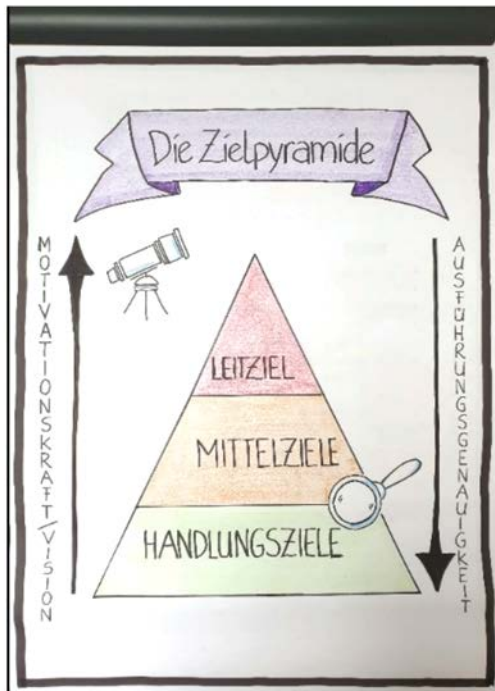 Die Zielpyramide
MOTIVATIONSKRAFT/VISION
LEITZIEL
MITTELZIELE
HANDLUNGSZIELE
AUSFÜHRUNGSGENAUIGKEIT